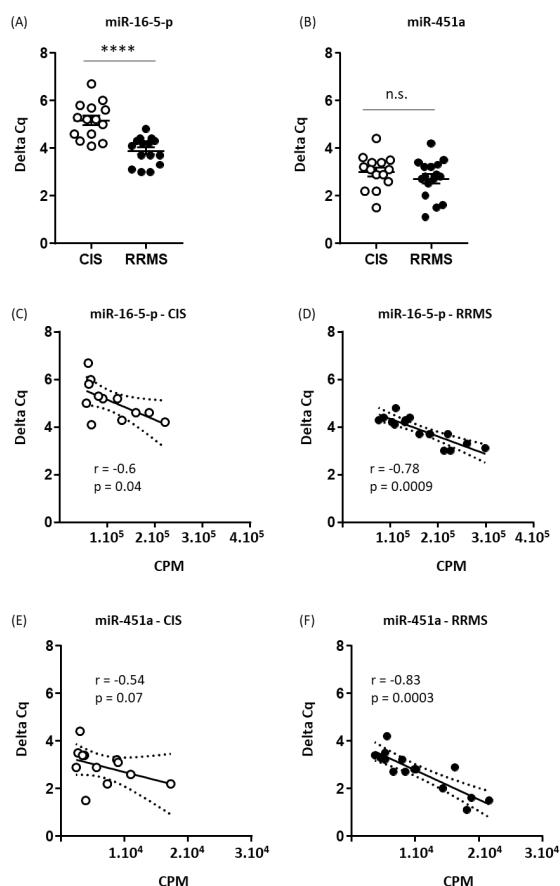 (A)
miR-16-5-p
****
Delta Cq
8
6
4
2
0
CIS
RRMS
(B)
miR-451a
n.s.
Delta Cq
8
6
4
2
0
CIS
RRMS
(C)
miR-16-5-p - CIS
Delta Cq
8
6
4
2
0
r = -0.6
p = 0.04
1.10⁵
2.10⁵
3.10⁵
4.10⁵
CPM
(D)
miR-16-5-p - RRMS
Delta Cq
8
6
4
2
0
r = -0.78
p = 0.0009
1.10⁵
2.10⁵
3.10⁵
4.10⁵
CPM
(E)
miR-451a - CIS
Delta Cq
8
6
4
2
0
r = -0.54
p = 0.07
1.10⁴
2.10⁴
3.10⁴
CPM
(F)
miR-451a - RRMS
Delta Cq
8
6
4
2
0
r = -0.83
p = 0.0003
1.10⁴
2.10⁴
3.10⁴
CPM